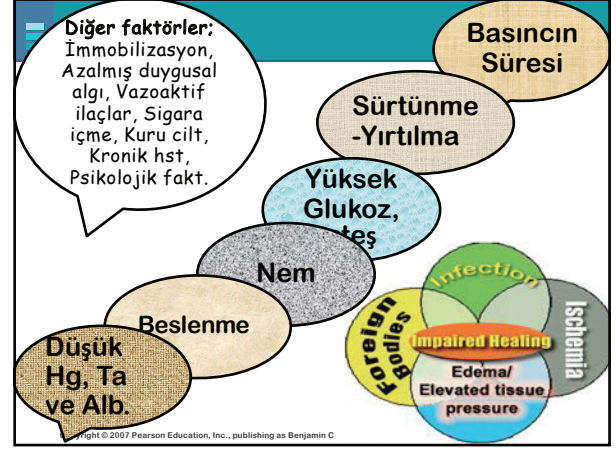 Diğer faktörler;
İmmobilizasyon,
Azalmış duygusal
algı, Vazoaktif
ilaçlar, Sigara
içme, Kuru cilt,
Kronik hst,
Psikolojik fakt.
Basıncın
Süresi
Sürtünme
-Yırtılma
Yüksek
Glukoz,
Nem
Beslenme
Düşük
Hg, Ta
ve Alb.
Infection
Foreign
Bodies
Ischemia
Impaired Healing
Edema/
Elevated tissue
pressure
© 2007 Pearson Education, Inc., publishing as Benjamin C